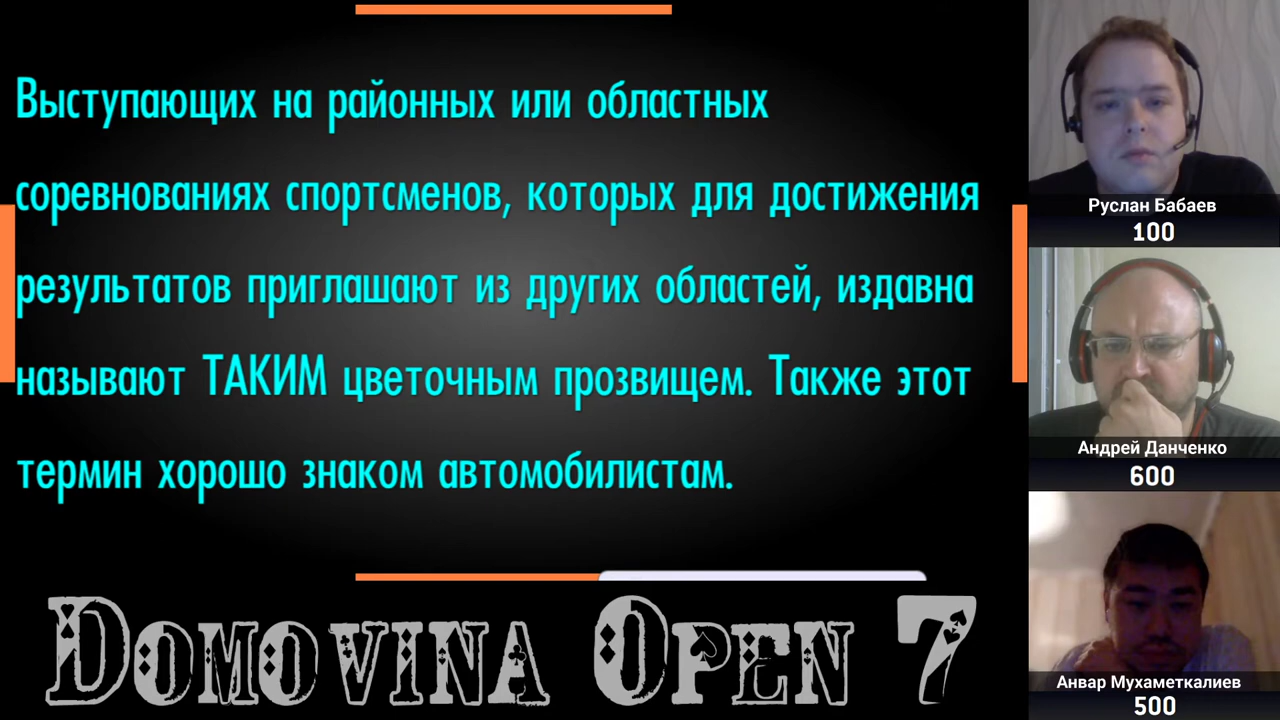 Выступающих на районных или областных
соревнованиях спортсменов, которых для достижения
результатов приглашают из других областей, издавна
называют ТАКИМ цветочным прозвищем. Также этот
термин хорошо знаком автомобилистам.
Domovina Open 7
Руслан Бабаев
100
Андрей Данченко
600
Анвар Мухаметкалиев
500